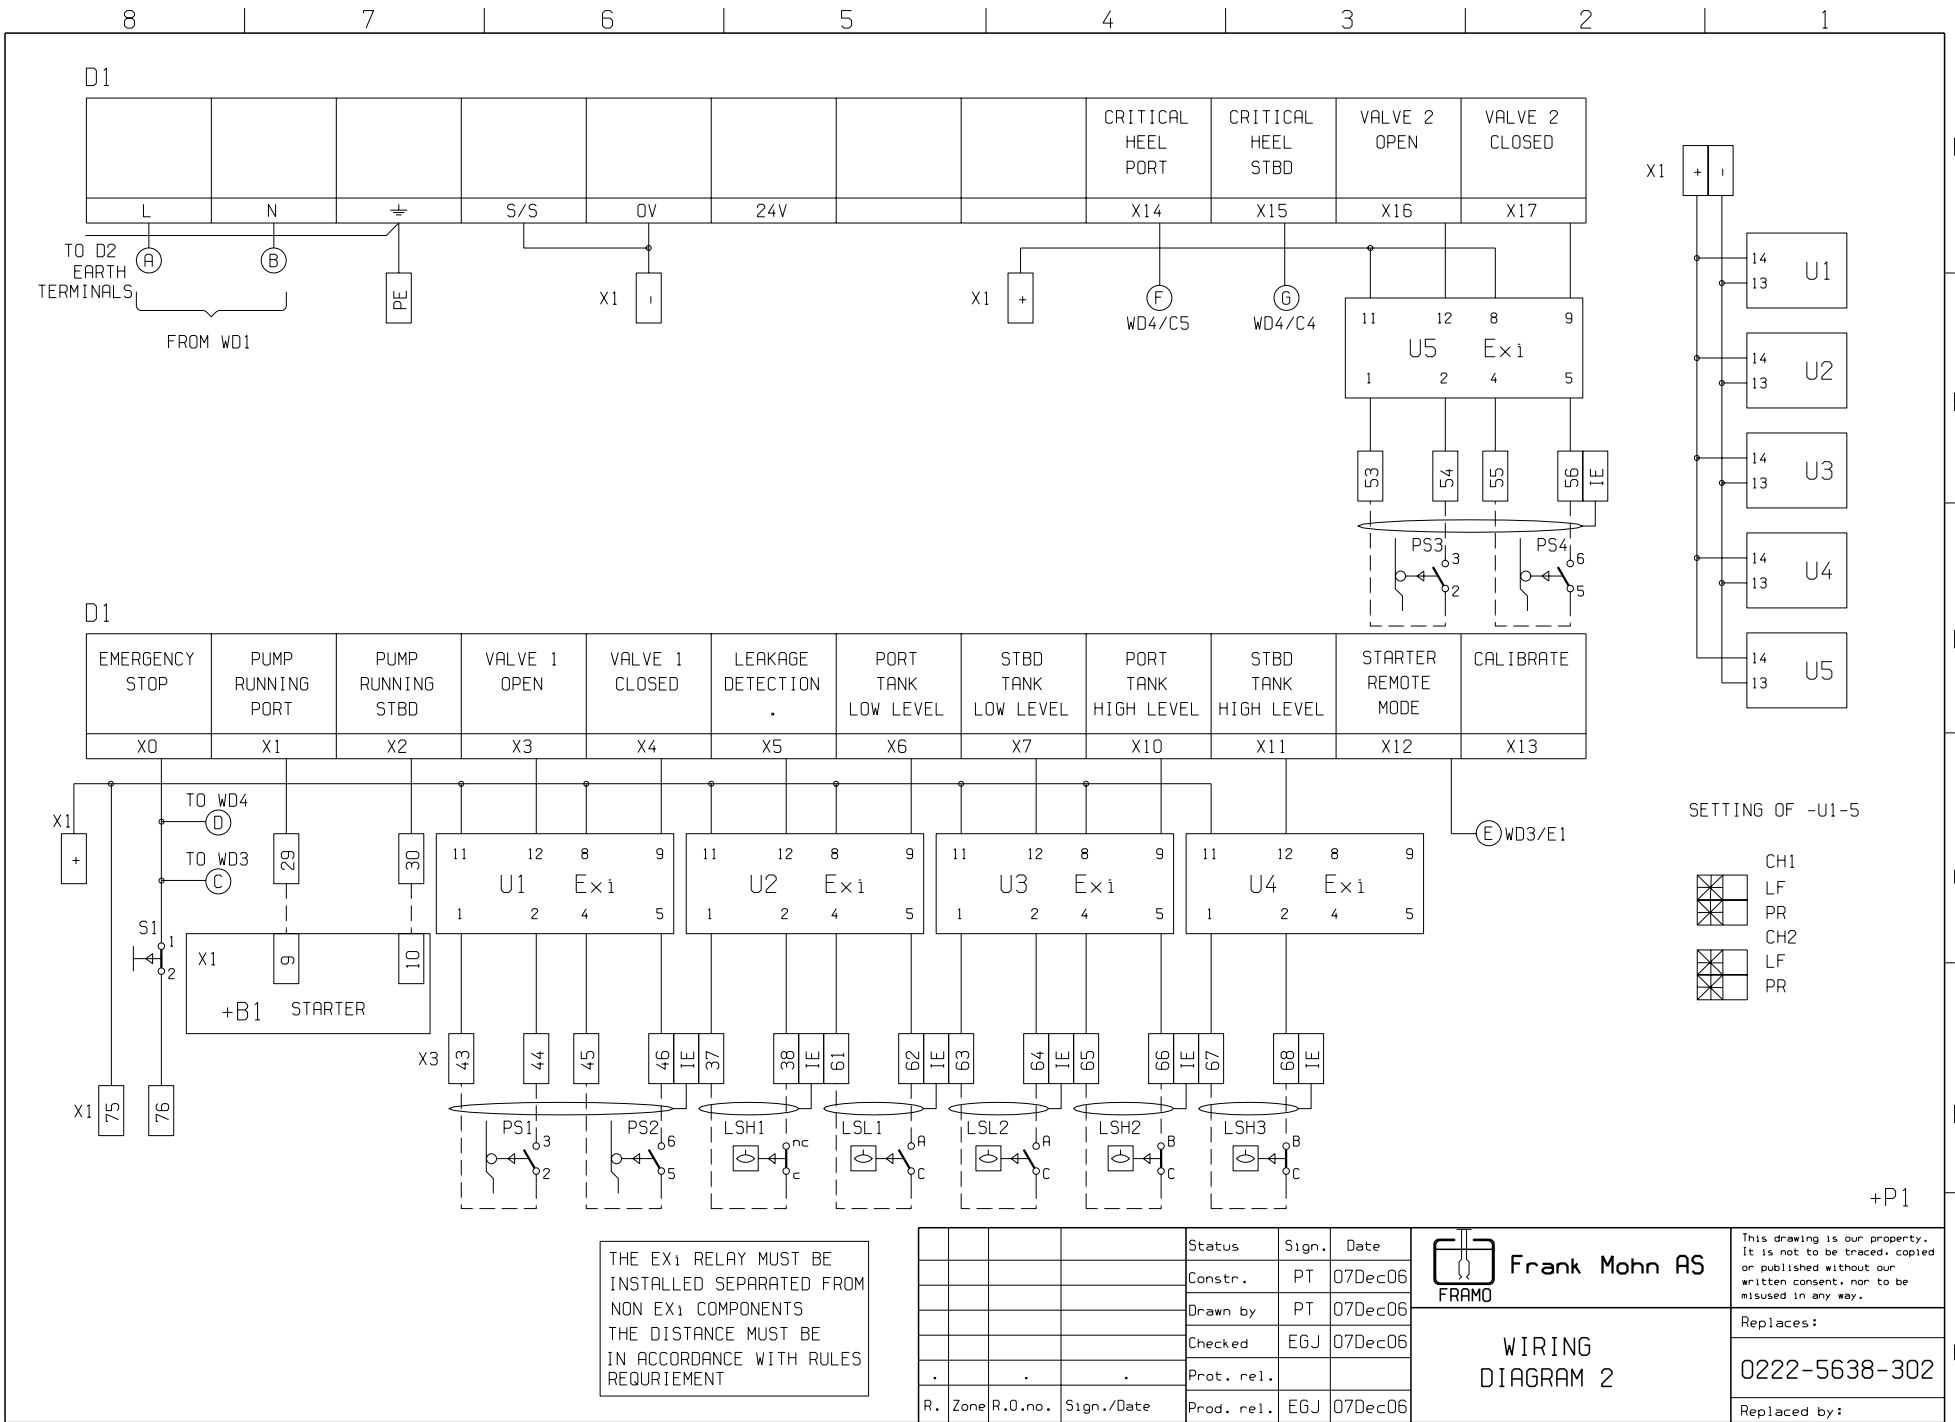 8 7 6 5 4 3 2 1
D1
CRITICAL HEEL PORT
CRITICAL HEEL STBD
VALVE 2 OPEN
VALVE 2 CLOSED
L N S/S 0V 24V X14 X15 X16 X17
TO D2
EARTH
TERMINALS
A B
FROM WD1
PE
X1 -
X1 +
F
WD4/C5
G
WD4/C4
11 12 8 9
U5 Exi
1 2 4 5
53 54 55 56 IE
PS3 3 2
PS4 6 5
X1 + -
14
13
U1
14
13
U2
14
13
U3
14
13
U4
14
13
U5
D1
EMERGENCY STOP
PUMP RUNNING PORT
PUMP RUNNING STBD
VALVE 1 OPEN
VALVE 1 CLOSED
LEAKAGE DETECTION .
PORT TANK LOW LEVEL
STBD TANK LOW LEVEL
PORT TANK HIGH LEVEL
STBD TANK HIGH LEVEL
STARTER REMOTE MODE
CALIBRATE
X0 X1 X2 X3 X4 X5 X6 X7 X10 X11 X12 X13
X1 +
TO WD4
D
TO WD3
C
29 30
S1 1 2
X1 9 10
+B1 STARTER
11 12 8 9
U1 Exi
1 2 4 5
11 12 8 9
U2 Exi
1 2 4 5
11 12 8 9
U3 Exi
1 2 4 5
11 12 8 9
U4 Exi
1 2 4 5
E WD3/E1
X3 43 44 45 46 IE 37 38 IE 61 62 IE 63 64 IE 65 66 IE 67 68 IE
X1 75 76
PS1 3 2
PS2 6 5
LSH1 nc c
LSL1 A C
LSL2 A C
LSH2 B C
LSH3 B C
SETTING OF -U1-5
CH1
LF
PR
CH2
LF
PR
+P1
THE EXi RELAY MUST BE
INSTALLED SEPARATED FROM
NON EXi COMPONENTS
THE DISTANCE MUST BE
IN ACCORDANCE WITH RULES
REQURIEMENT
. . .
R. Zone R.O.no. Sign./Date
Status Sign. Date
Constr. PT 07Dec06
Drawn by PT 07Dec06
Checked EGJ 07Dec06
Prot. rel.
Prod. rel. EGJ 07Dec06
FRAMO
Frank Mohn AS
WIRING
DIAGRAM 2
This drawing is our property.
It is not to be traced, copied
or published without our
written consent, nor to be
misused in any way.
Replaces:
0222-5638-302
Replaced by: